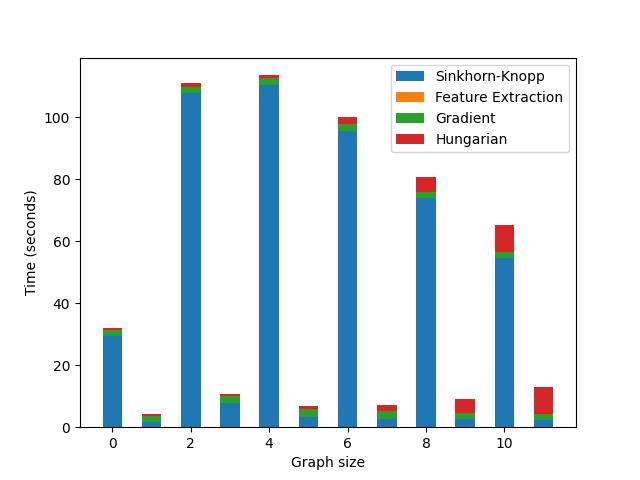 Sinkhorn-Knopp
Feature Extraction
Gradient
Hungarian
Time (seconds)
100
80
60
40
20
0
0 2 4 6 8 10
Graph size